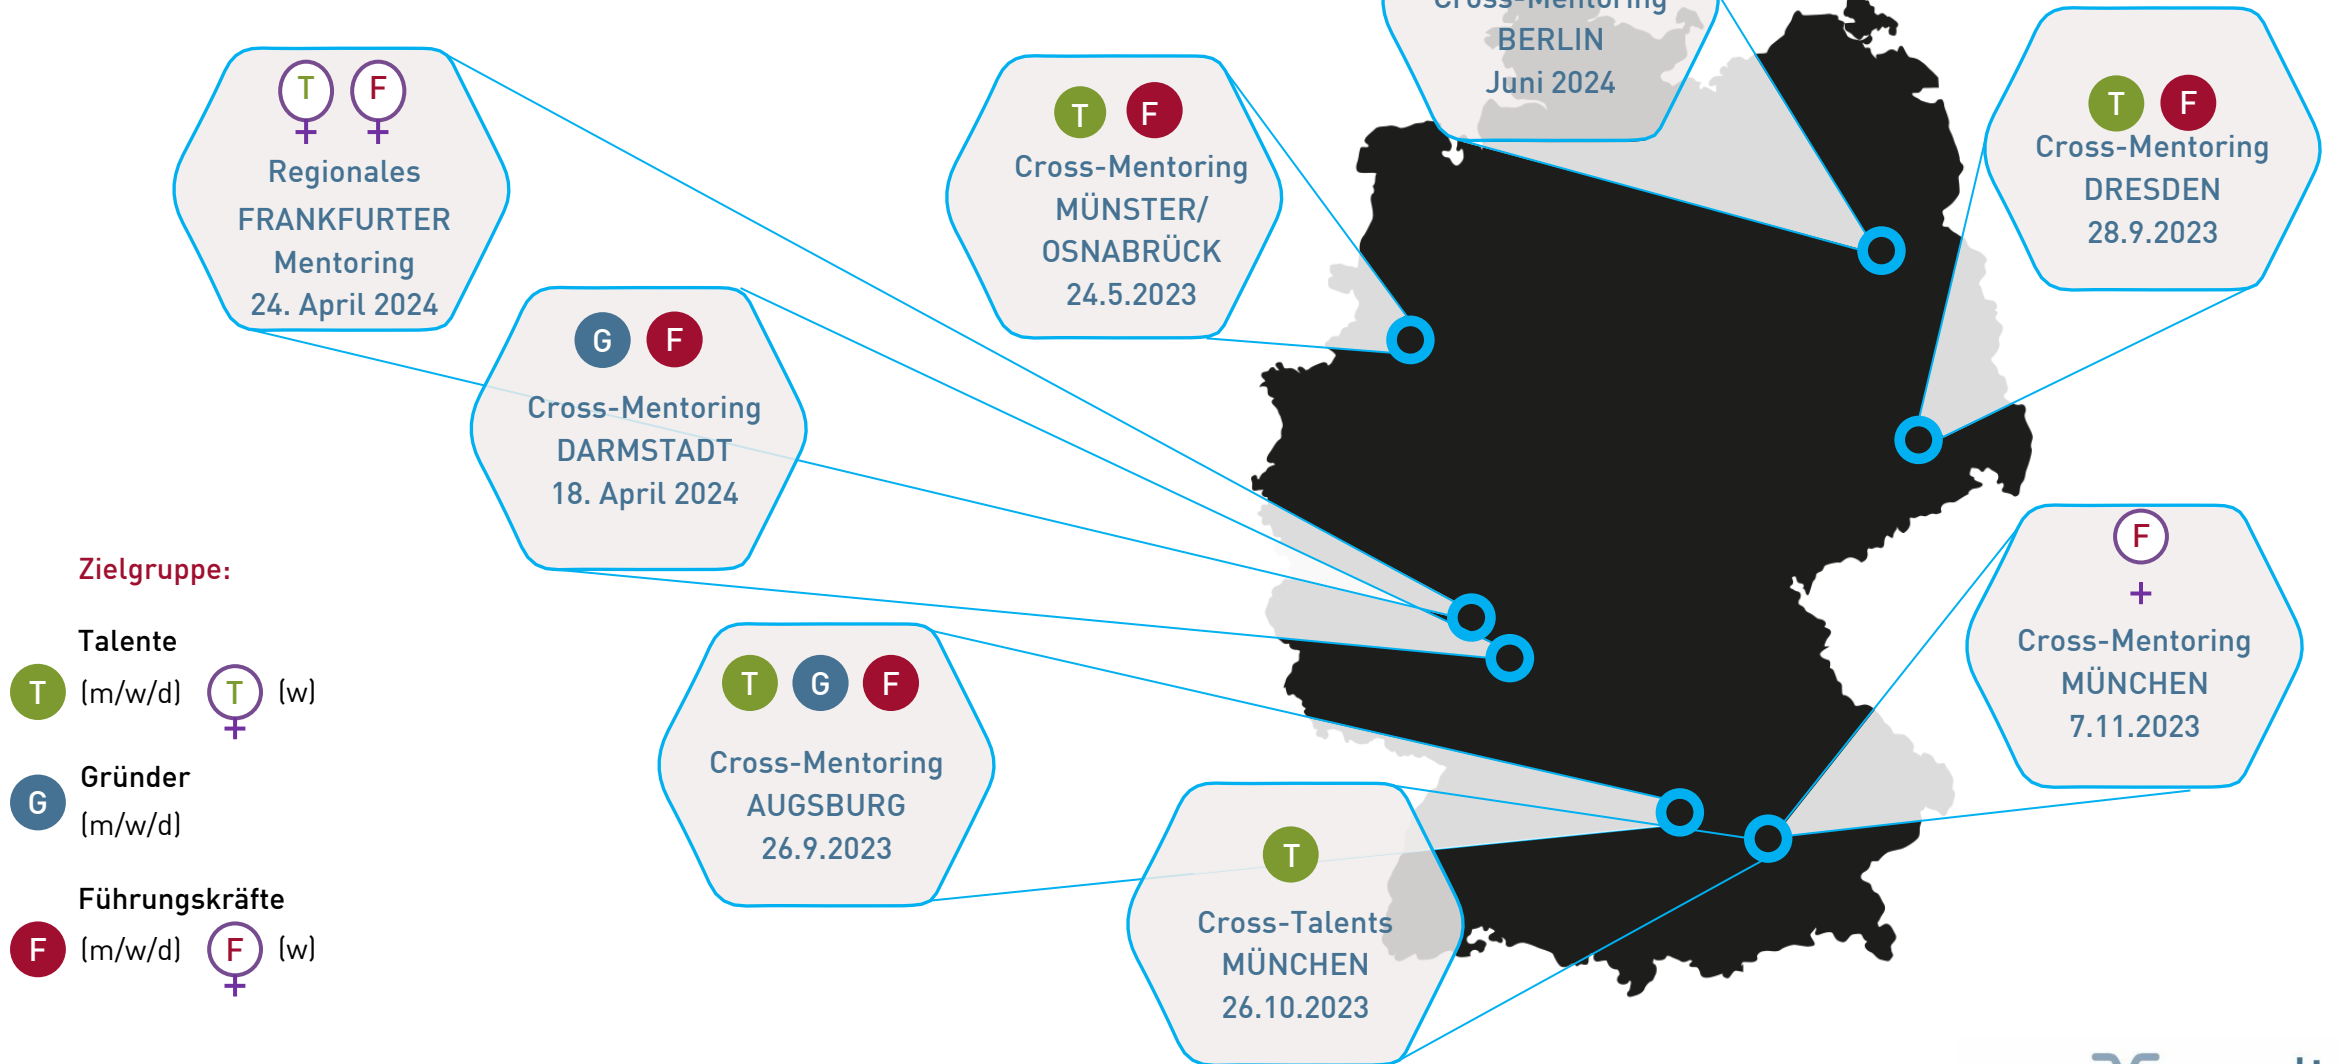 Cross-Mentoring
BERLIN
Juni 2024
T F
Regionales
FRANKFURTER
Mentoring
24. April 2024
T F
Cross-Mentoring
MÜNSTER/
OSNABRÜCK
24.5.2023
T F
Cross-Mentoring
DRESDEN
28.9.2023
G F
Cross-Mentoring
DARMSTADT
18. April 2024
F
Cross-Mentoring
MÜNCHEN
7.11.2023
T G F
Cross-Mentoring
AUGSBURG
26.9.2023
T
Cross-Talents
MÜNCHEN
26.10.2023
Zielgruppe:
Talente
T (m/w/d) T (w)
Gründer
G (m/w/d)
Führungskräfte
F (m/w/d) F (w)